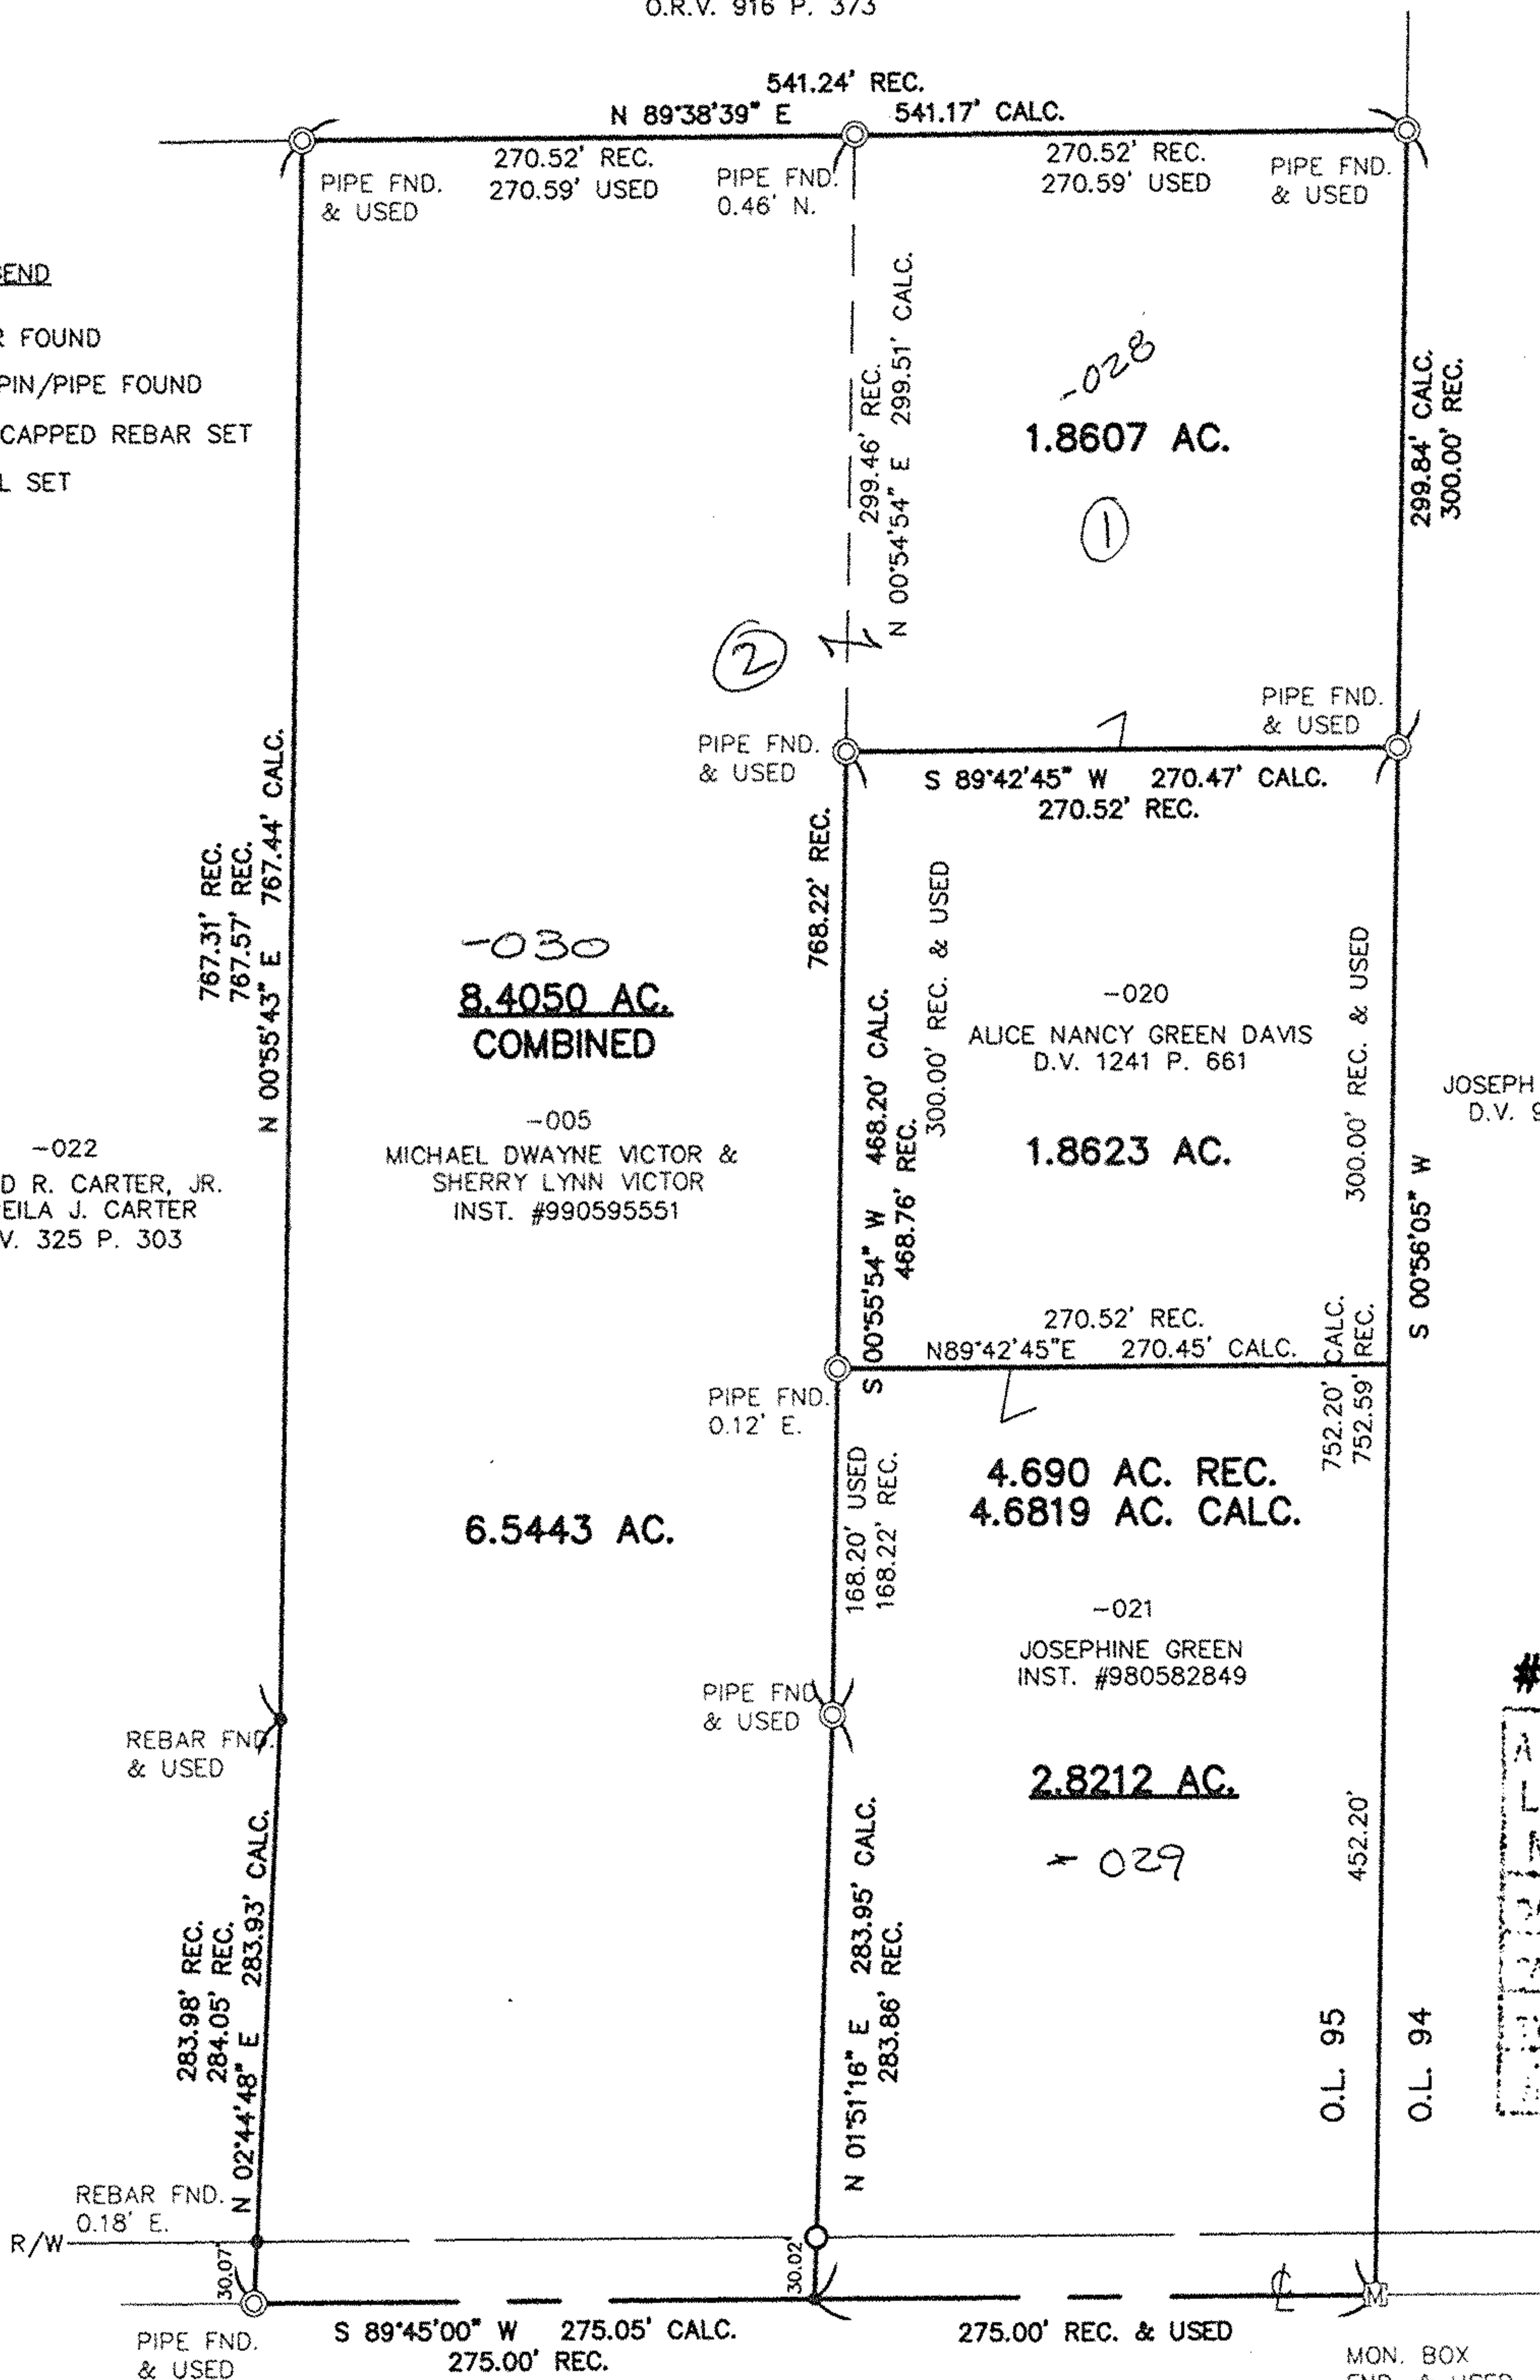 O.R.V. 916 P. 373
541.24' REC.
N 89°38'39" E 541.17' CALC.
270.52' REC.
270.59' USED
270.52' REC.
270.59' USED
PIPE FND.
& USED
PIPE FND.
0.46' N.
PIPE FND.
& USED
FOUND
PIN/PIPE FOUND
CAPPED REBAR SET
SET
299.46' REC.
N 00°54'54" E 299.51' CALC.
-028
1.8607 AC.
1
299.84' CALC.
300.00' REC.
2
PIPE FND.
& USED
PIPE FND.
& USED
S 89°42'45" W 270.47' CALC.
270.52' REC.
767.31' REC.
767.57' REC.
N 00°55'43" E 767.44' CALC.
768.22' REC.
-030
8.4050 AC.
COMBINED
-005
MICHAEL DWAYNE VICTOR &
SHERRY LYNN VICTOR
INST. #990595551
S 00°55'54" W 468.20' CALC.
468.76' REC.
300.00' REC. & USED
-020
ALICE NANCY GREEN DAVIS
D.V. 1241 P. 661
1.8623 AC.
300.00' REC. & USED
S 00°56'05" W
JOSEPH
D.V. 9
-022
D R. CARTER, JR.
EILA J. CARTER
V. 325 P. 303
270.52' REC.
N89°42'45"E 270.45' CALC.
752.20' CALC.
752.59' REC.
PIPE FND.
0.12' E.
168.20' USED
168.22' REC.
4.690 AC. REC.
4.6819 AC. CALC.
6.5443 AC.
-021
JOSEPHINE GREEN
INST. #980582849
PIPE FND.
& USED
REBAR FND.
& USED
2.8212 AC.
-029
452.20'
283.98' REC.
284.05' REC.
N 02°44'48" E 283.93' CALC.
N 01°51'16" E 283.95' CALC.
283.86' REC.
O.L. 95
O.L. 94
REBAR FND.
0.18' E.
R/W
30.07'
30.02'
S 89°45'00" W 275.05' CALC.
275.00' REC.
275.00' REC. & USED
PIPE FND.
& USED
M
MON. BOX